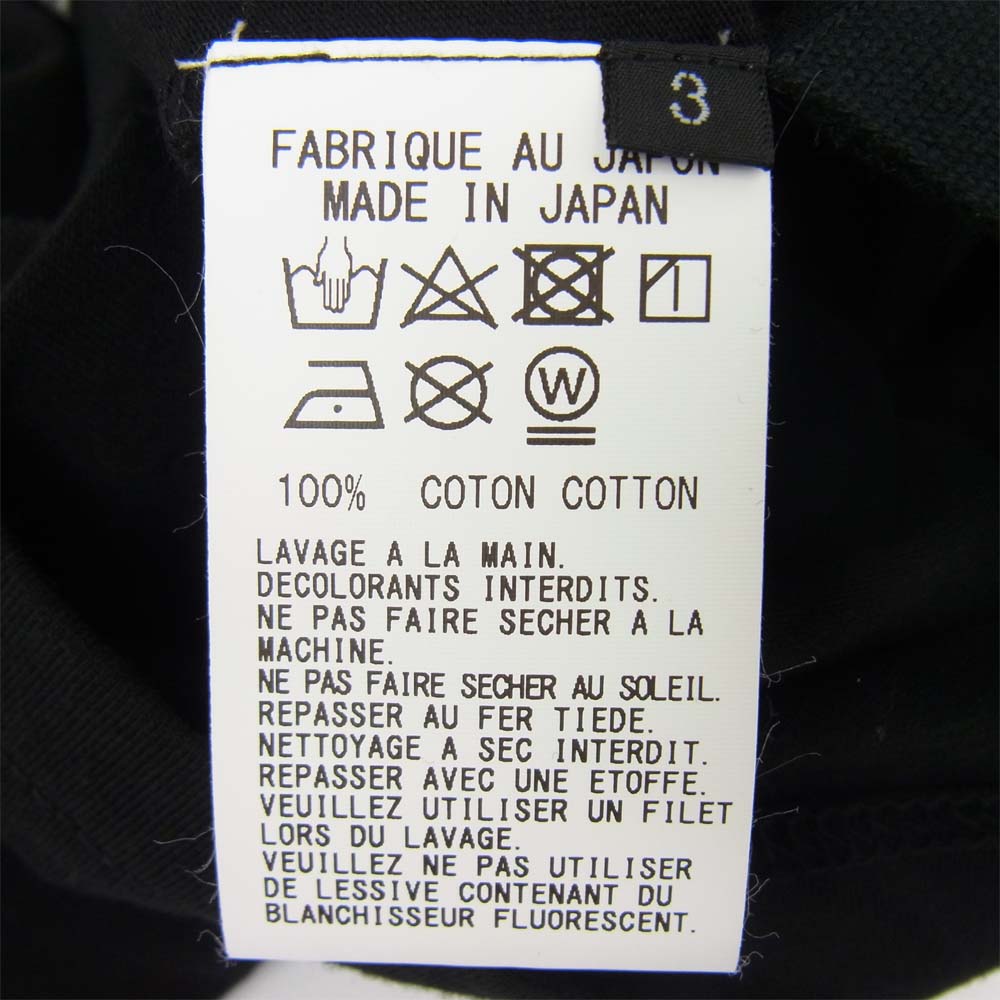 3
FABRIQUE AU JAPON
MADE IN JAPAN
W
100% COTON COTTON
LAVAGE A LA MAIN.
DECOLORANTS INTERDITS.
NE PAS FAIRE SECHER A LA
MACHINE.
NE PAS FAIRE SECHER AU SOLEIL.
REPASSER AU FER TIEDE.
NETTOYAGE A SEC INTERDIT.
REPASSER AVEC UNE ETOFFE.
VEUILLEZ UTILISER UN FILET
LORS DU LAVAGE.
VEUILLEZ NE PAS UTILISER
DE LESSIVE CONTENANT DU
BLANCHISSEUR FLUORESCENT.